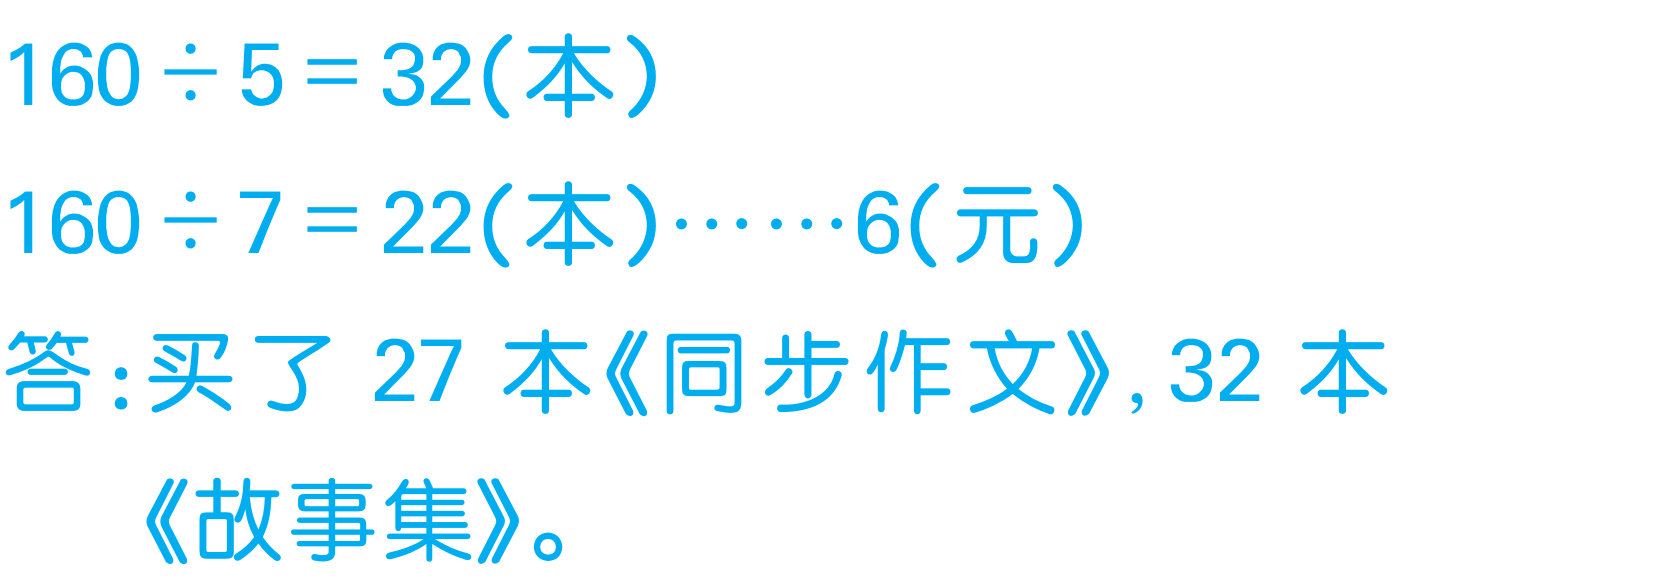 160÷5=32(本)
160÷7=22(本)……6(元)
答:买了 27 本《同步作文》,32 本
《故事集》。